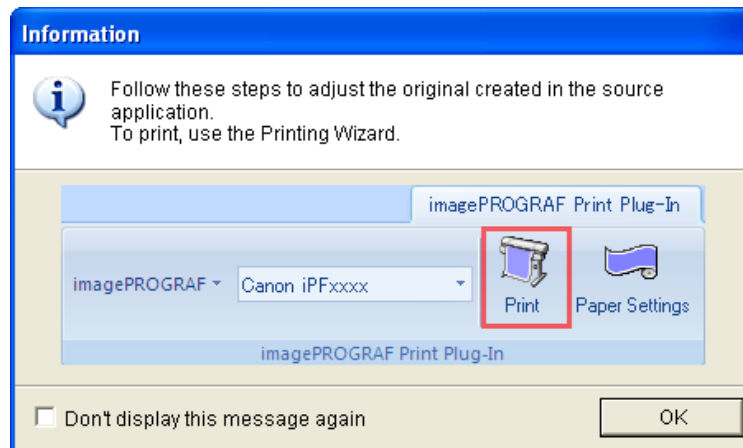 Information
Follow these steps to adjust the original created in the source
application.
To print, use the Printing Wizard.
imagePROGRAF Print Plug-In
imagePROGRAF
Canon iPFxxxx
Print
Paper Settings
imagePROGRAF Print Plug-In
Don't display this message again
OK